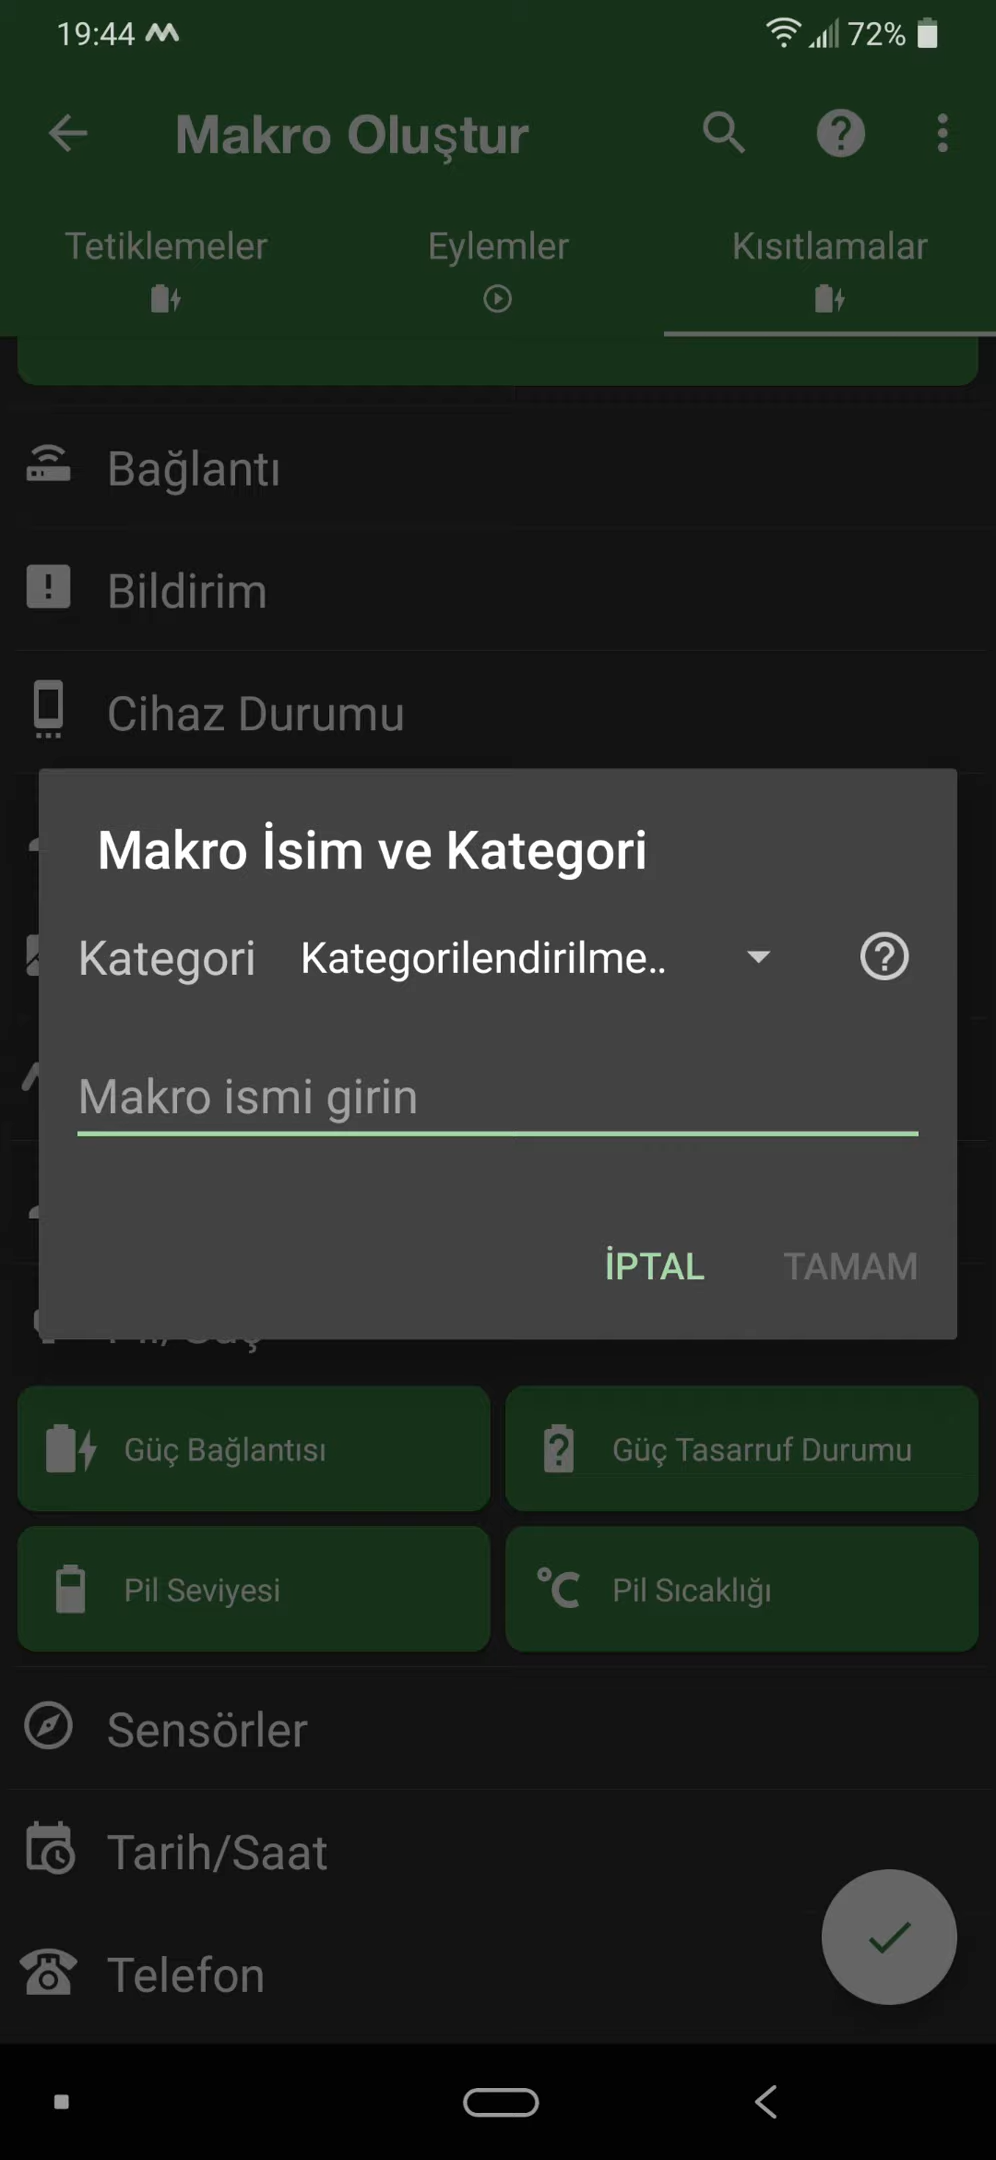 19:44 72%
Makro Oluştur
Tetiklemeler Eylemler Kısıtlamalar
Bağlantı
Bildirim
Cihaz Durumu
Makro İsim ve Kategori
Kategori Kategorilendirilme..
Makro ismi girin
İPTAL TAMAM
Güç Bağlantısı Güç Tasarruf Durumu
Pil Seviyesi °C Pil Sıcaklığı
Sensörler
Tarih/Saat
Telefon